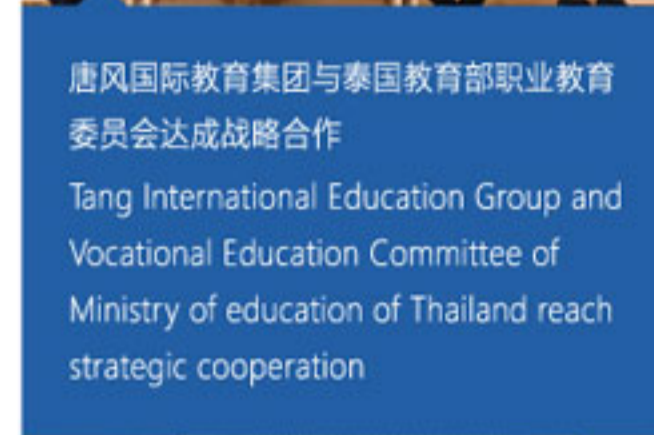 唐风国际教育集团与泰国教育部职业教育
委员会达成战略合作
Tang International Education Group and
Vocational Education Committee of
Ministry of education of Thailand reach
strategic cooperation